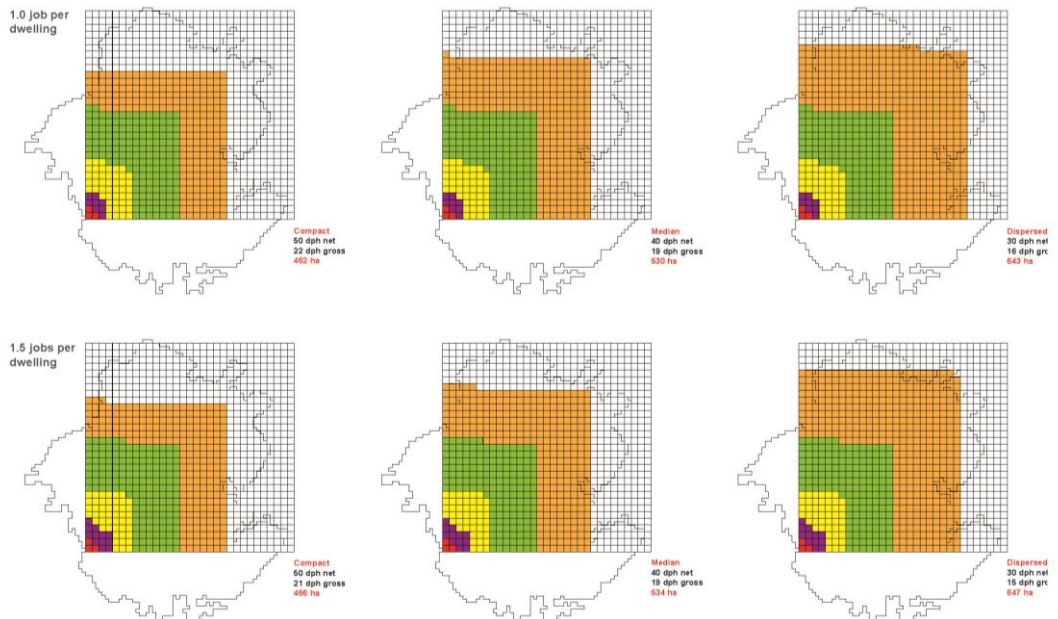 1.0 job per
dwelling
Compact
50 dph net
22 dph gross
462 ha
Median
40 dph net
19 dph gross
530 ha
Dispersed
30 dph net
16 dph grc
643 ha
1.5 jobs per
dwelling
Compact
50 dph net
21 dph gross
466 ha
Median
40 dph net
19 dph gross
534 ha
Dispersed
30 dph net
15 dph grc
647 ha